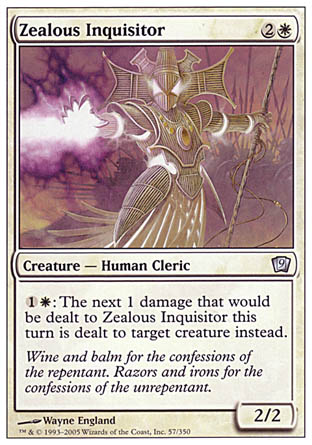 Zealous Inquisitor 2
Creature — Human Cleric 9
1 : The next 1 damage that would
be dealt to Zealous Inquisitor this
turn is dealt to target creature instead.
Wine and balm for the confessions of
the repentant. Razors and irons for the
confessions of the unrepentant.
Wayne England
™ & © 1993–2005 Wizards of the Coast, Inc. 57/350
2/2